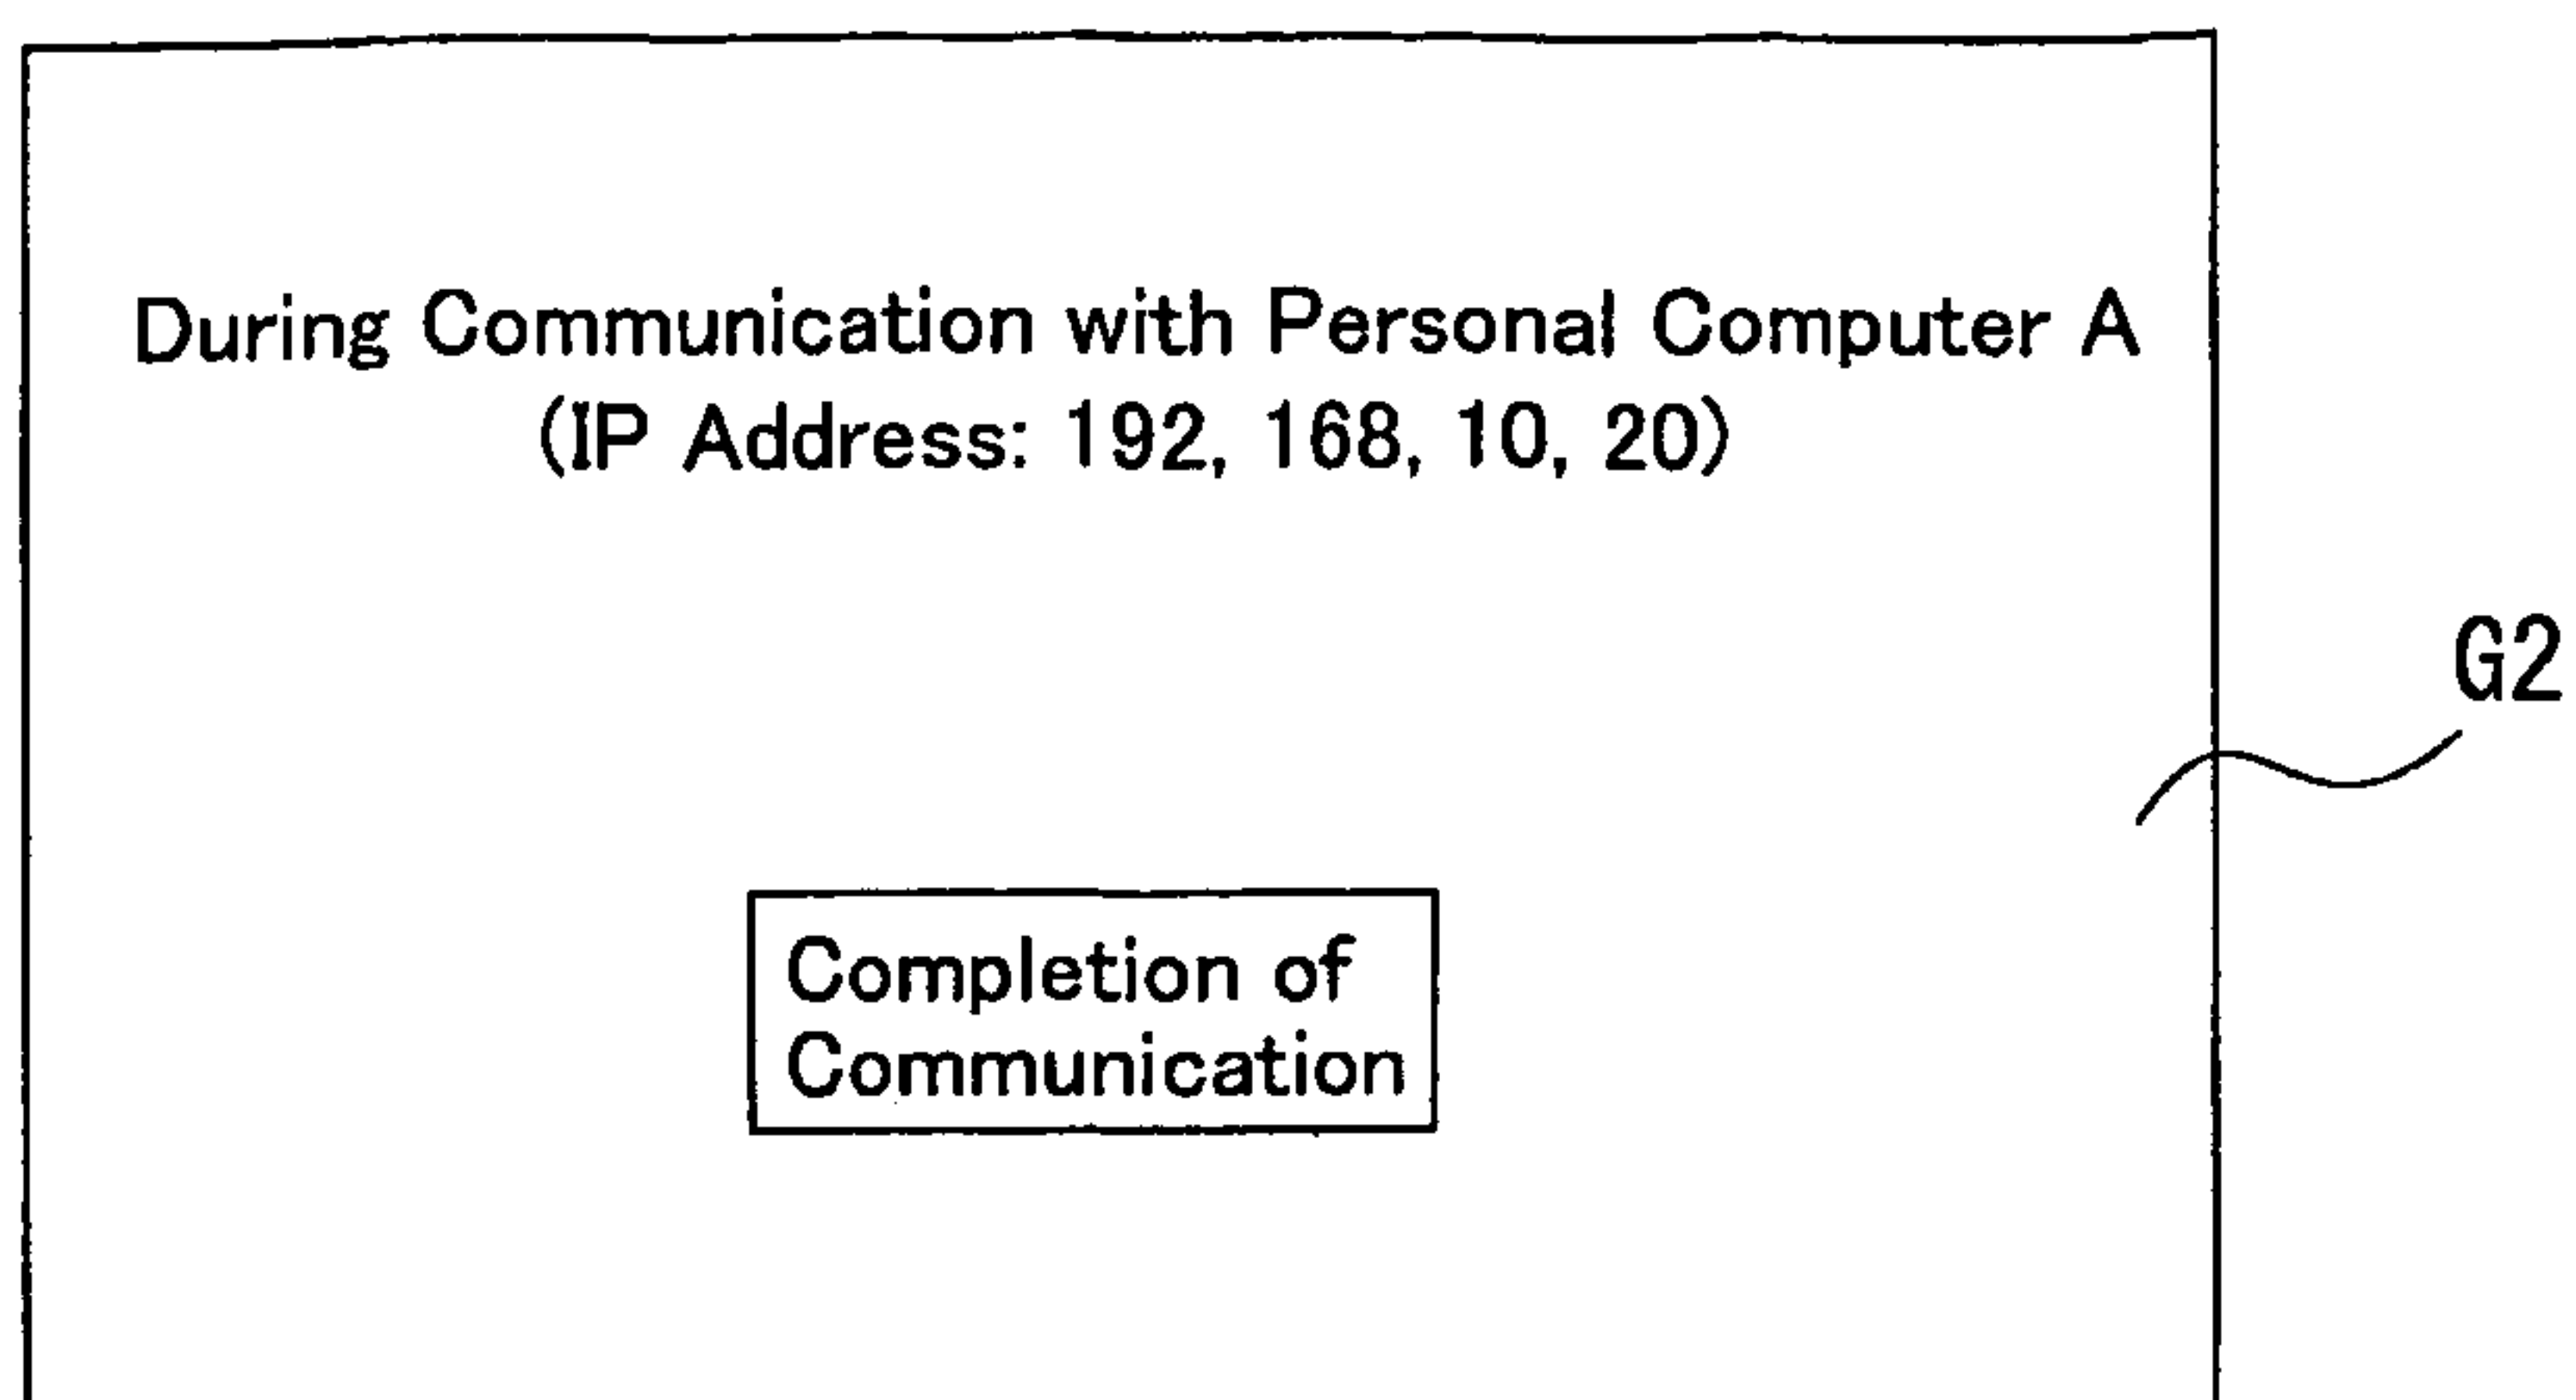 During Communication with Personal Computer A
(IP Address: 192, 168, 10, 20)
G2
Completion of
Communication